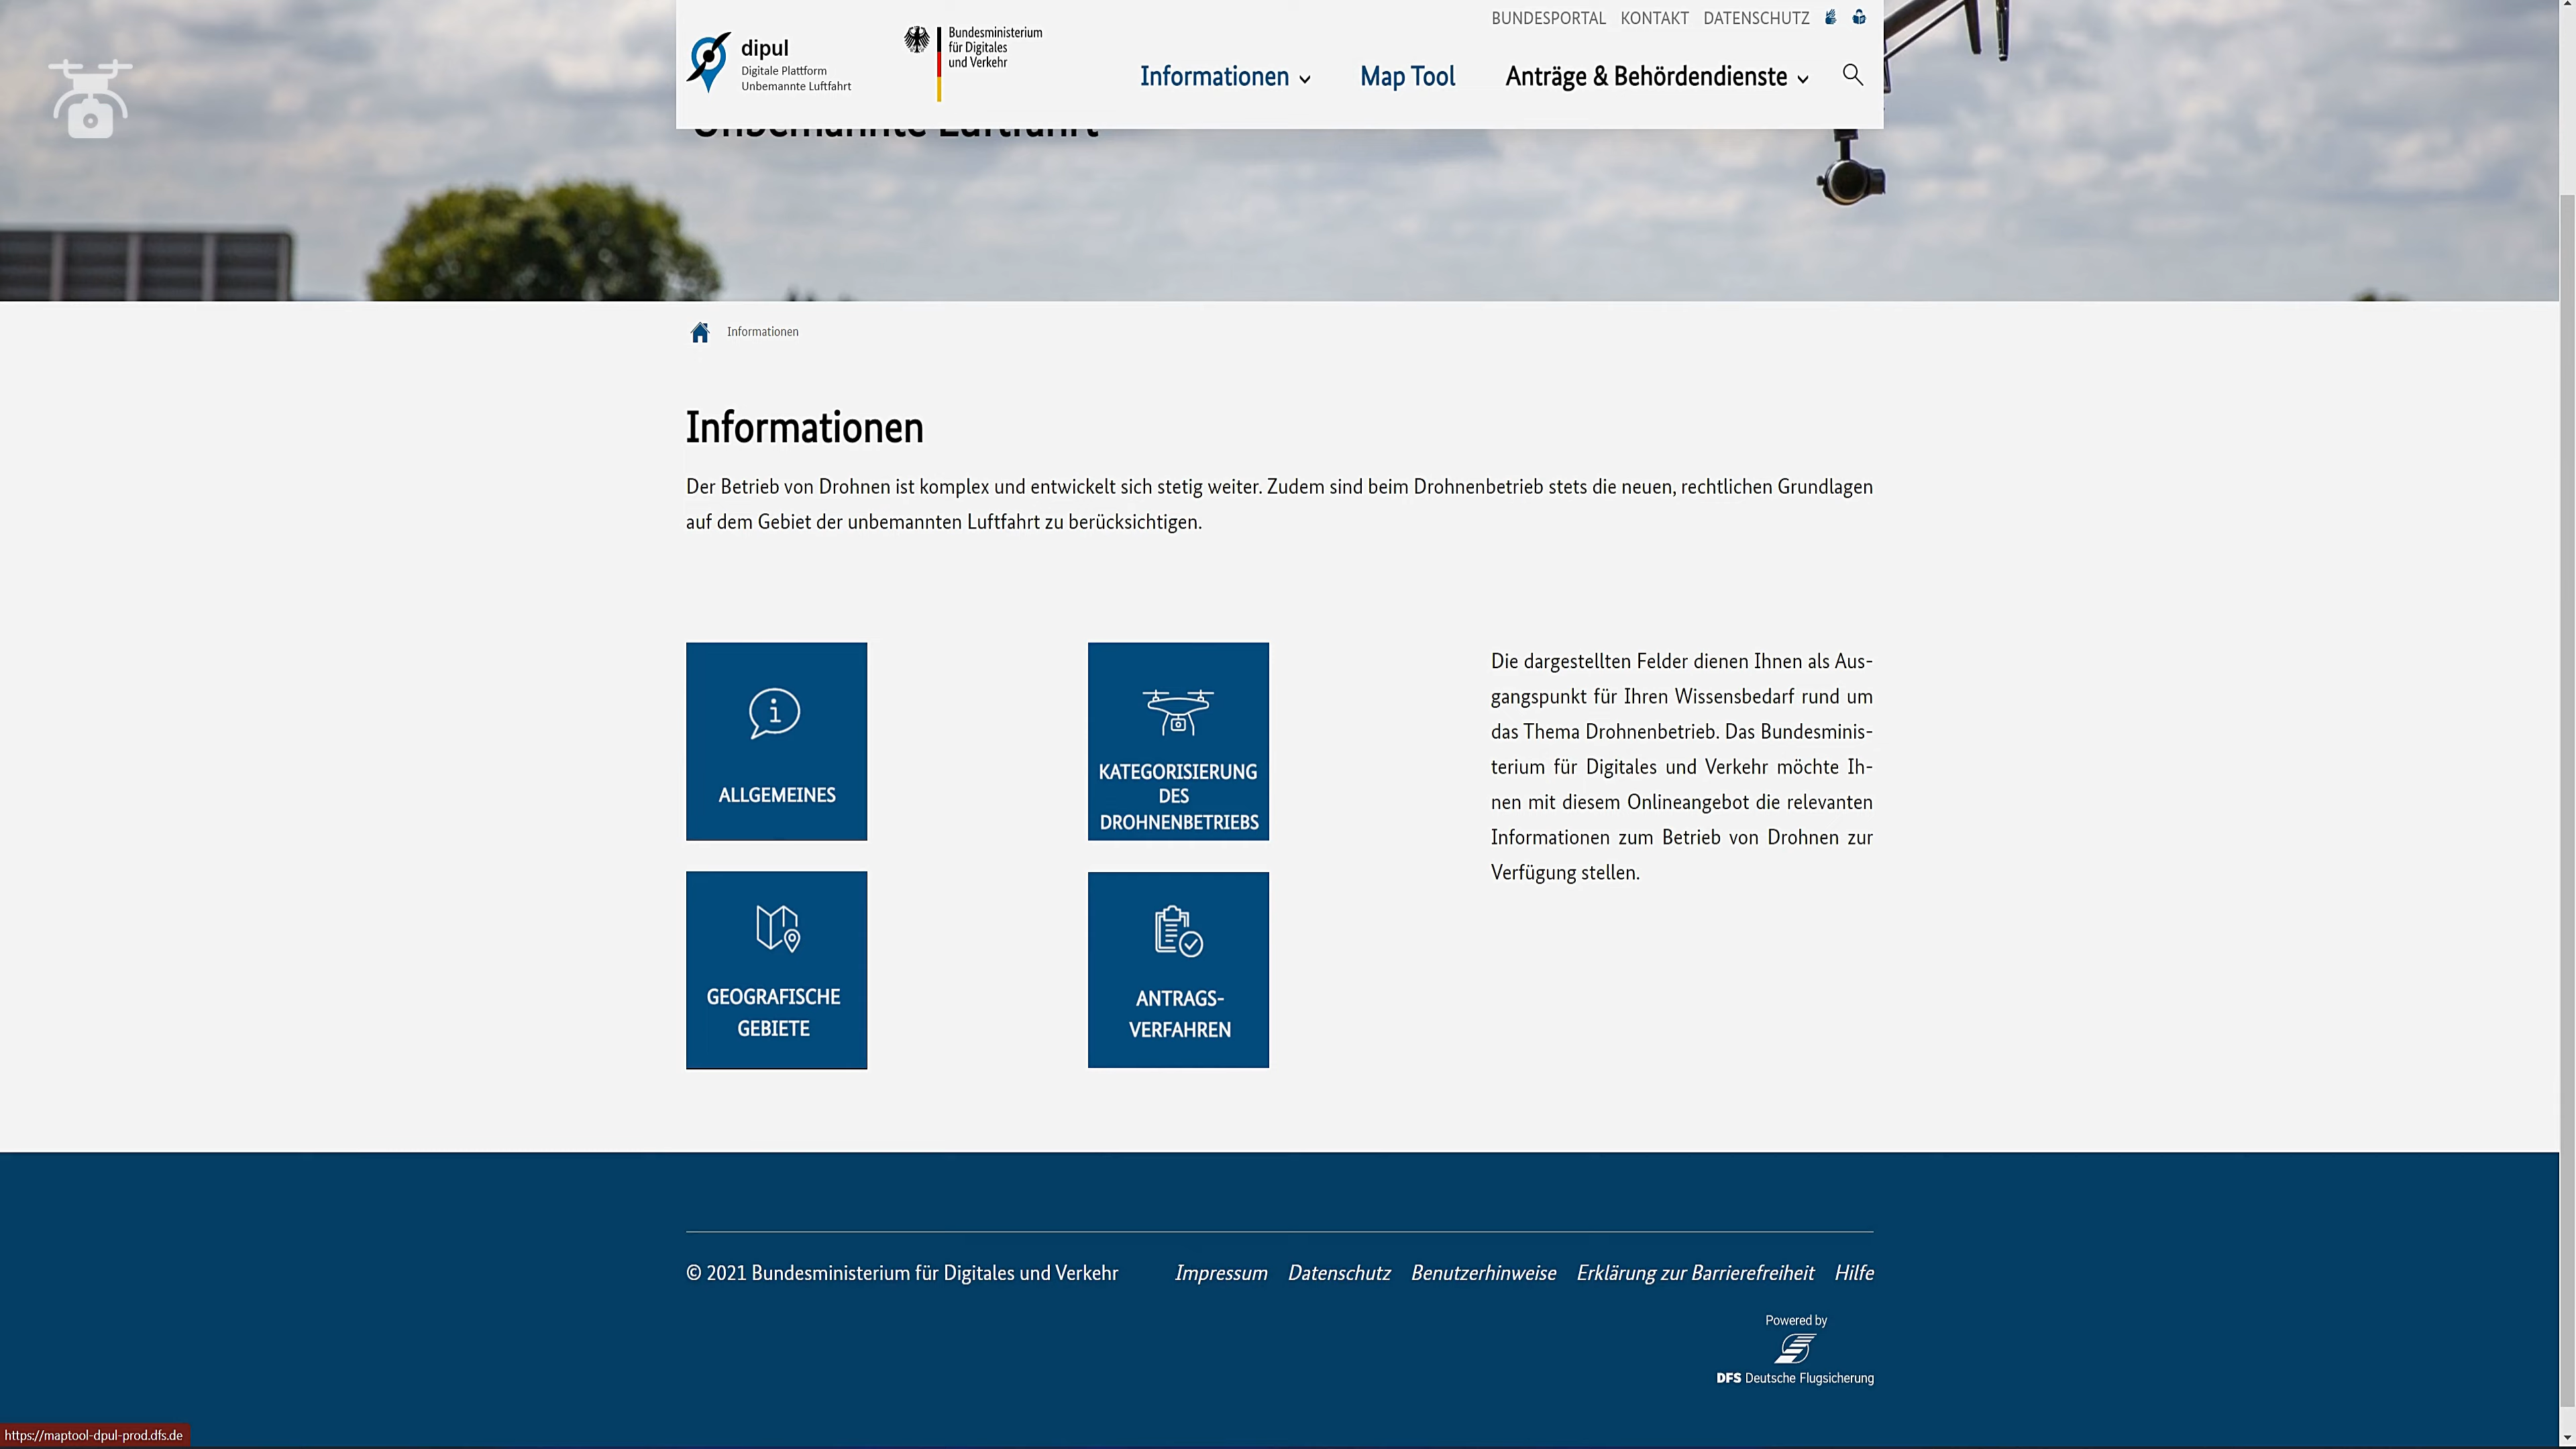 BUNDESPORTAL KONTAKT DATENSCHUTZ
dipul
Digitale Plattform
Unbemannte Luftfahrt
Bundesministerium
für Digitales
und Verkehr
Informationen Map Tool Anträge & Behördendienste
Unbemannte Luftfahrt
Informationen
Informationen
Der Betrieb von Drohnen ist komplex und entwickelt sich stetig weiter. Zudem sind beim Drohnenbetrieb stets die neuen, rechtlichen Grundlagen
auf dem Gebiet der unbemannten Luftfahrt zu berücksichtigen.
ALLGEMEINES
KATEGORISIERUNG
DES
DROHNENBETRIEBS
GEOGRAFISCHE
GEBIETE
ANTRAGS-
VERFAHREN
Die dargestellten Felder dienen Ihnen als Aus-
gangspunkt für Ihren Wissensbedarf rund um
das Thema Drohnenbetrieb. Das Bundesminis-
terium für Digitales und Verkehr möchte Ih-
nen mit diesem Onlineangebot die relevanten
Informationen zum Betrieb von Drohnen zur
Verfügung stellen.
© 2021 Bundesministerium für Digitales und Verkehr Impressum Datenschutz Benutzerhinweise Erklärung zur Barrierefreiheit Hilfe
Powered by
DFS Deutsche Flugsicherung
https://maptool-dpul-prod.dfs.de